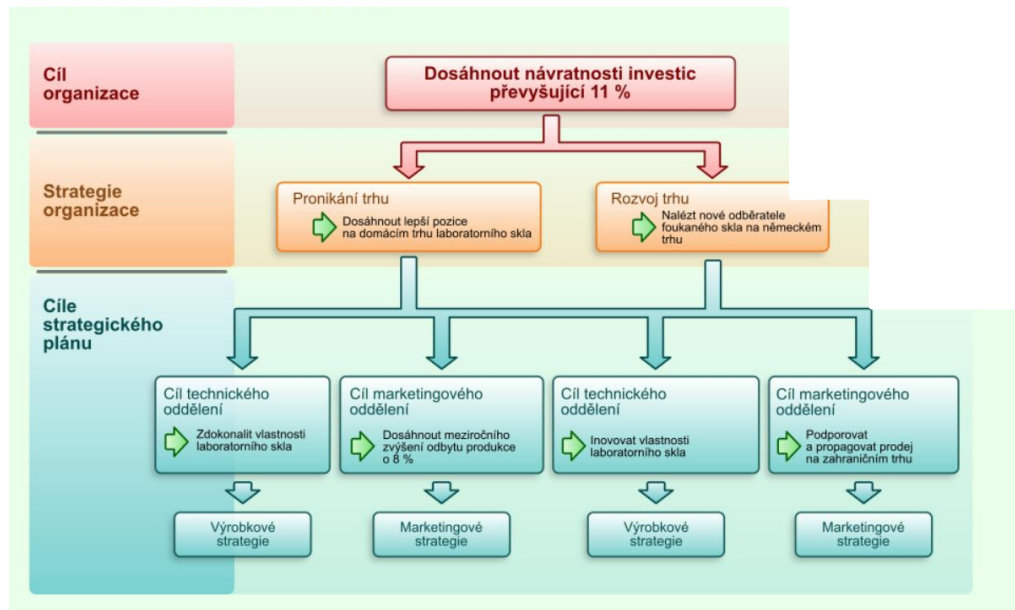 Cíl
organizace
Dosáhnout návratnosti investic
převyšující 11 %
Strategie
organizace
Pronikání trhu
Dosáhnout lepší pozice
na domácím trhu laboratorního skla
Rozvoj trhu
Nalézt nové odběratele
foukaného skla na německém
trhu
Cíle
strategického
plánu
Cíl technického
oddělení
Zdokonalit vlastnosti
laboratorního skla
Cíl marketingového
oddělení
Dosáhnout meziročního
zvýšení odbytu produkce
o 8 %
Cíl technického
oddělení
Inovovat vlastnosti
laboratorního skla
Cíl marketingového
oddělení
Podporovat
a propagovat prodej
na zahraničním trhu
Výrobkové
strategie
Marketingové
strategie
Výrobkové
strategie
Marketingové
strategie